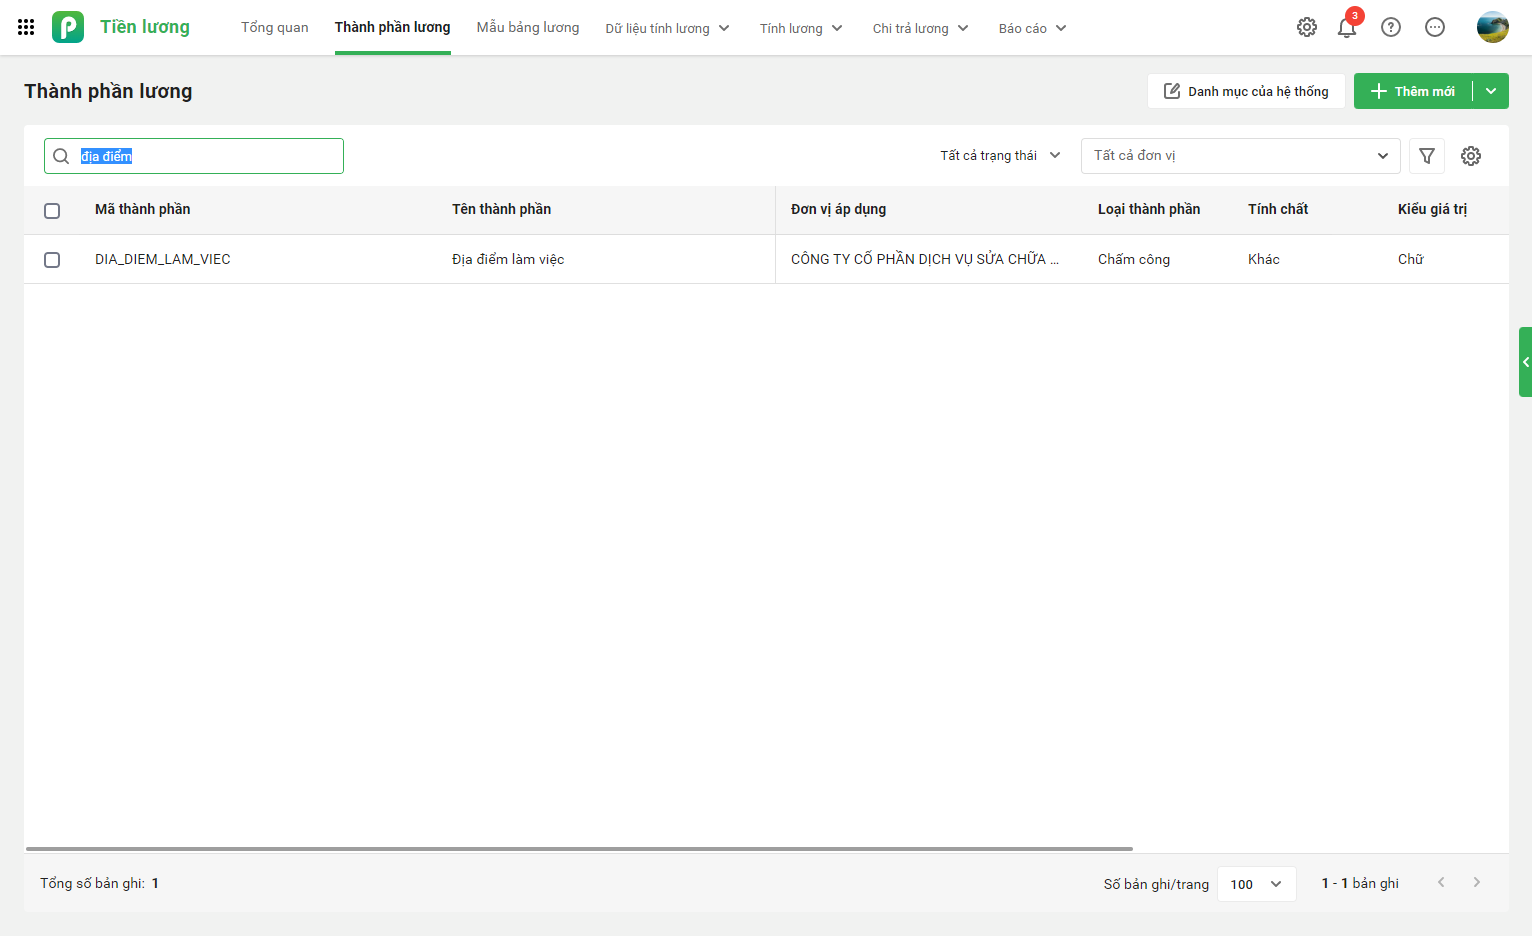 Tiền lương
Tổng quan
Thành phần lương
Mẫu bảng lương
Dữ liệu tính lương
Tính lương
Chi trả lương
Báo cáo
3
Thành phần lương
Danh mục của hệ thống
Thêm mới
địa điểm
Tất cả trạng thái
Tất cả đơn vị
Mã thành phần
Tên thành phần
Đơn vị áp dụng
Loại thành phần
Tính chất
Kiểu giá trị
DIA_DIEM_LAM_VIEC
Địa điểm làm việc
CÔNG TY CỔ PHẦN DỊCH VỤ SỬA CHỮA ...
Chấm công
Khác
Chữ
Tổng số bản ghi: 1
Số bản ghi/trang
100
1 - 1 bản ghi